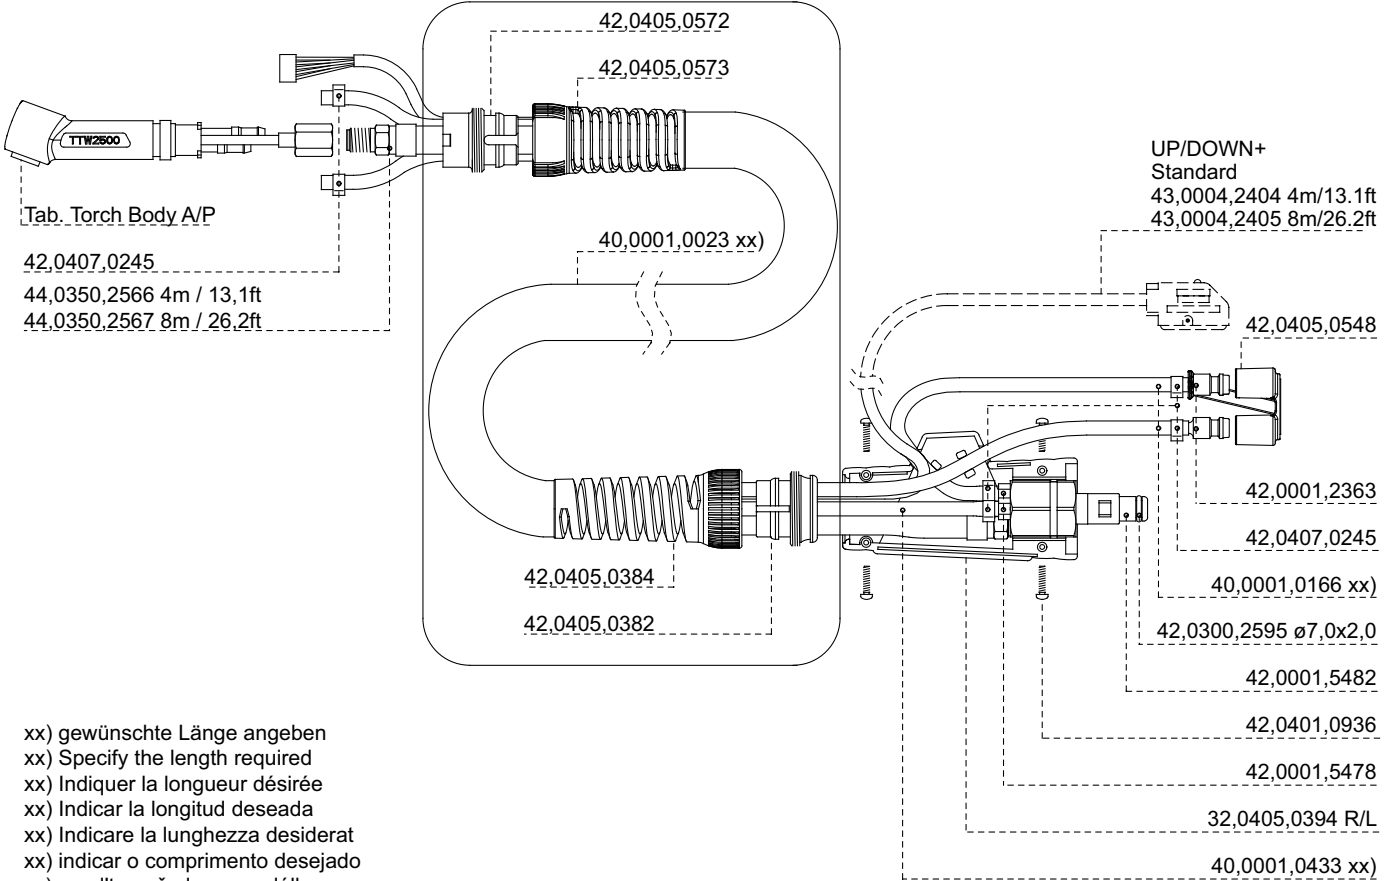 42,0405,0572
42,0405,0573
TTW2500
Tab. Torch Body A/P
42,0407,0245
44,0350,2566 4m / 13,1ft
44,0350,2567 8m / 26,2ft
40,0001,0023 xx)
UP/DOWN+
Standard
43,0004,2404 4m/13.1ft
43,0004,2405 8m/26.2ft
42,0405,0548
42,0001,2363
42,0407,0245
40,0001,0166 xx)
42,0300,2595 ø7,0x2,0
42,0001,5482
42,0401,0936
42,0001,5478
32,0405,0394 R/L
40,0001,0433 xx)
42,0405,0384
42,0405,0382
xx) gewünschte Länge angeben
xx) Specify the length required
xx) Indiquer la longueur désirée
xx) Indicar la longitud deseada
xx) Indicare la lunghezza desiderat
xx) indicar o comprimento desejado